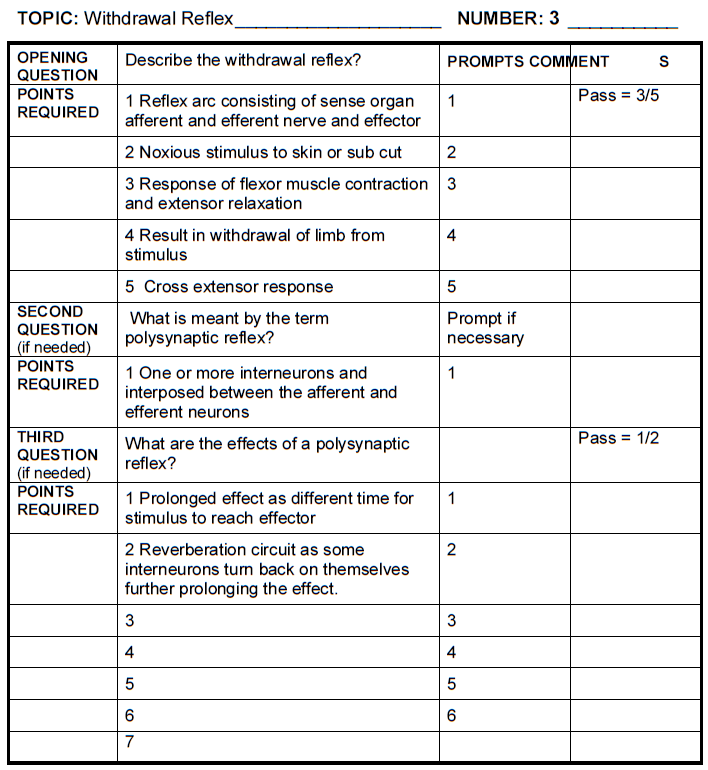 TOPIC: Withdrawal Reflex____________________ NUMBER: 3 ___________
OPENING QUESTION Describe the withdrawal reflex? PROMPTS COMMENT S
POINTS REQUIRED 1 Reflex arc consisting of sense organ afferent and efferent nerve and effector 1 Pass = 3/5
2 Noxious stimulus to skin or sub cut 2
3 Response of flexor muscle contraction and extensor relaxation 3
4 Result in withdrawal of limb from stimulus 4
5 Cross extensor response 5
SECOND QUESTION (if needed) What is meant by the term polysynaptic reflex? Prompt if necessary
POINTS REQUIRED 1 One or more interneurons and interposed between the afferent and efferent neurons 1
THIRD QUESTION (if needed) What are the effects of a polysynaptic reflex? Pass = 1/2
POINTS REQUIRED 1 Prolonged effect as different time for stimulus to reach effector 1
2 Reverberation circuit as some interneurons turn back on themselves further prolonging the effect. 2
3 3
4 4
5 5
6 6
7